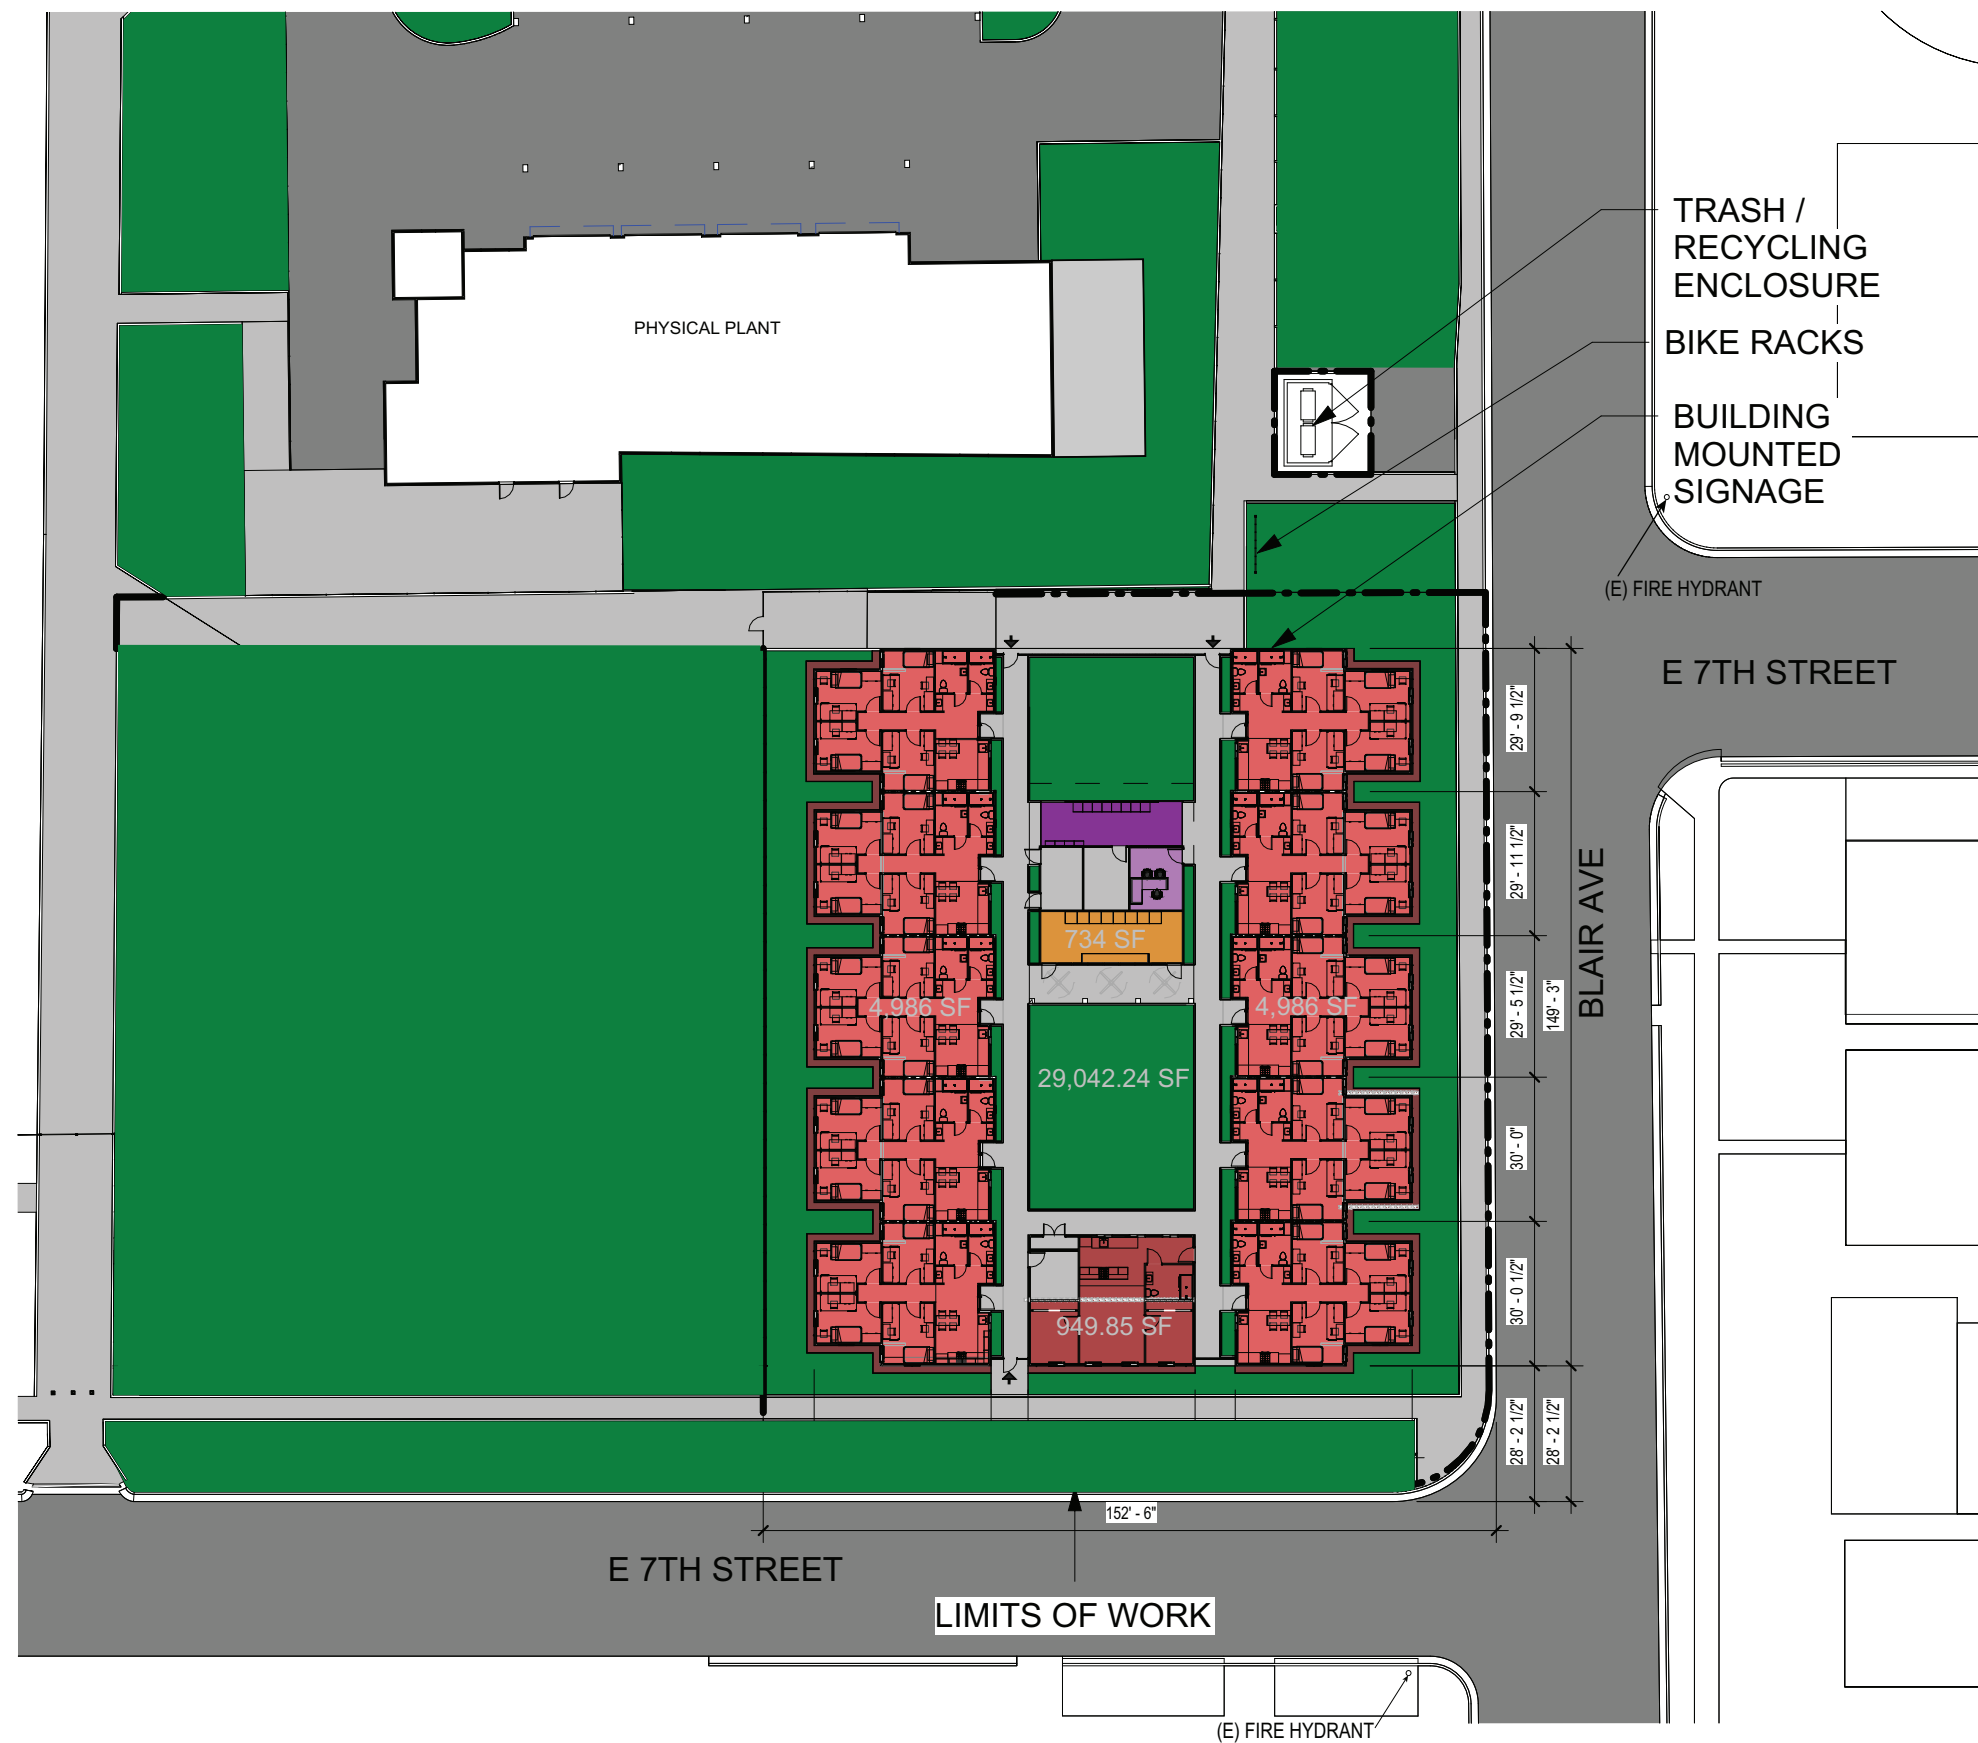 TRASH /
RECYCLING
ENCLOSURE
PHYSICAL PLANT
BIKE RACKS
BUILDING
MOUNTED
SIGNAGE
(E) FIRE HYDRANT
E 7TH STREET
29' - 9 1/2"
29' - 11 1/2"
BLAIR AVE
734 SF
4,986 SF
4,986 SF
29' - 5 1/2"
149' - 3"
29,042.24 SF
30' - 0"
30' - 0 1/2"
949.85 SF
28' - 2 1/2"
28' - 2 1/2"
152' - 6"
E 7TH STREET
LIMITS OF WORK
(E) FIRE HYDRANT